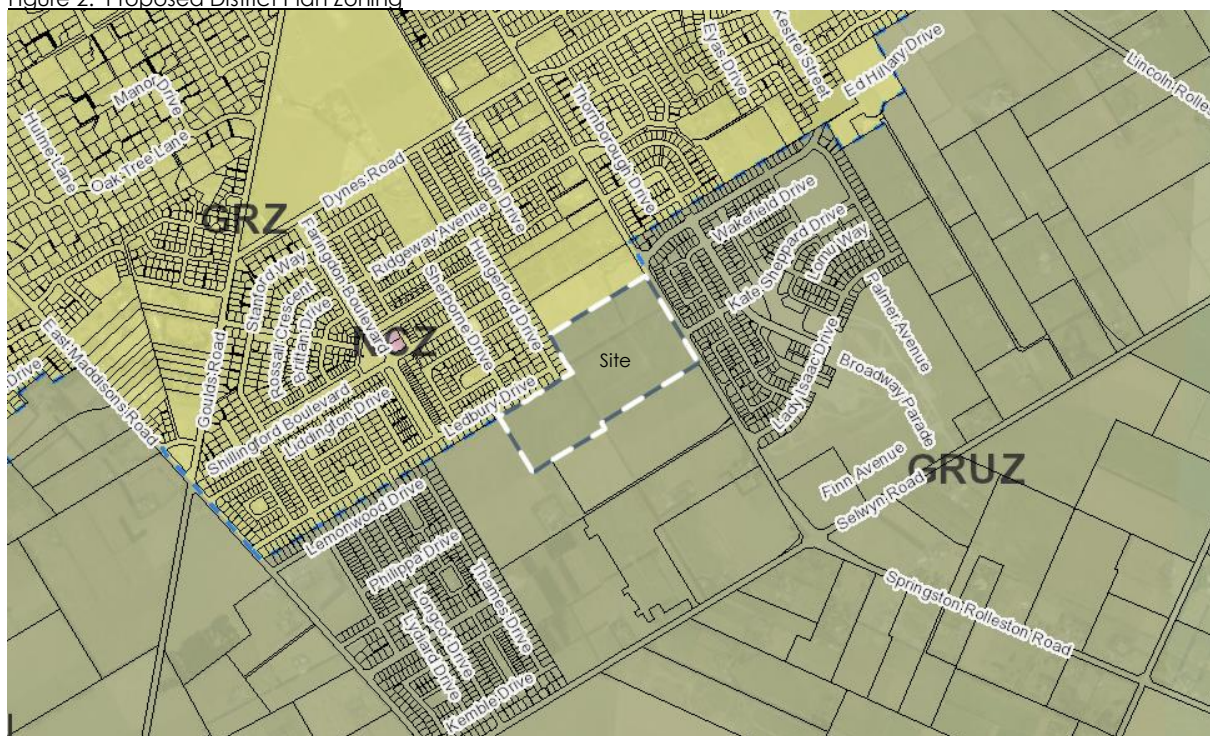 Figure 2: Proposed District Plan Zoning
Kestrel Street
Eyas Drive
Ed Hillary Drive
Manor Drive
Hulme Lane
Oak Tree Lane
Whittington Drive
Thornborough Drive
Dynes Road
GRZ
Wakefield Drive
Faringdon Boulevard
Ridgeway Avenue
Kate Sheppard Drive
Lomu Way
Stanford Way
Hungerford Drive
Sherborne Drive
Rossall Crescent
Brittan Drive
Palmer Avenue
East Maddisons Road
Goulds Road
NCZ
Site
Drive
Lady Isaac Drive
Broadway Parade
Ledbury Drive
Shillingford Boulevard
Liddington Drive
Finn Avenue
GRUZ
Selwyn Road
Lemonwood Drive
Philippa Drive
Thames Drive
Springston Rolleston Road
Longcot Drive
Lydiard Drive
Kemble Drive